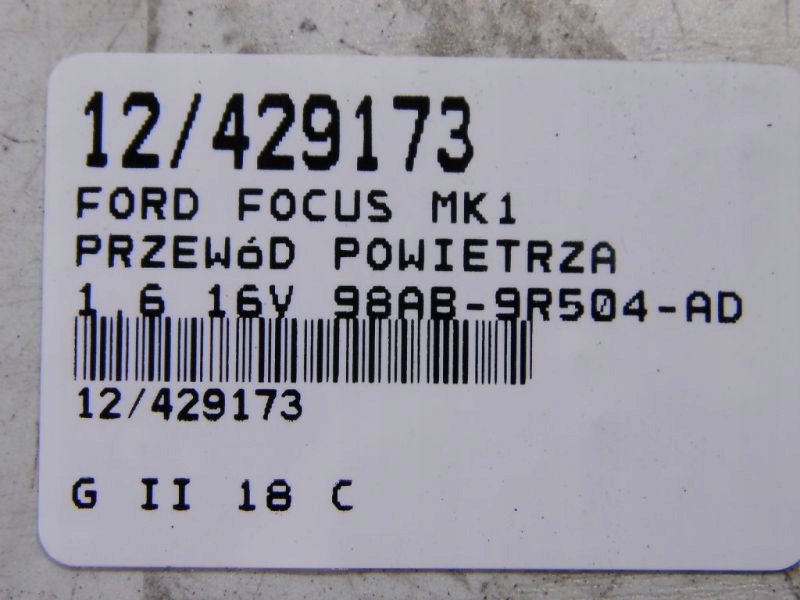 12/429173
FORD FOCUS MK1
PRZEWóD POWIETRZA
1.6 16V 98AB-9R504-AD
12/429173
G II 18 C